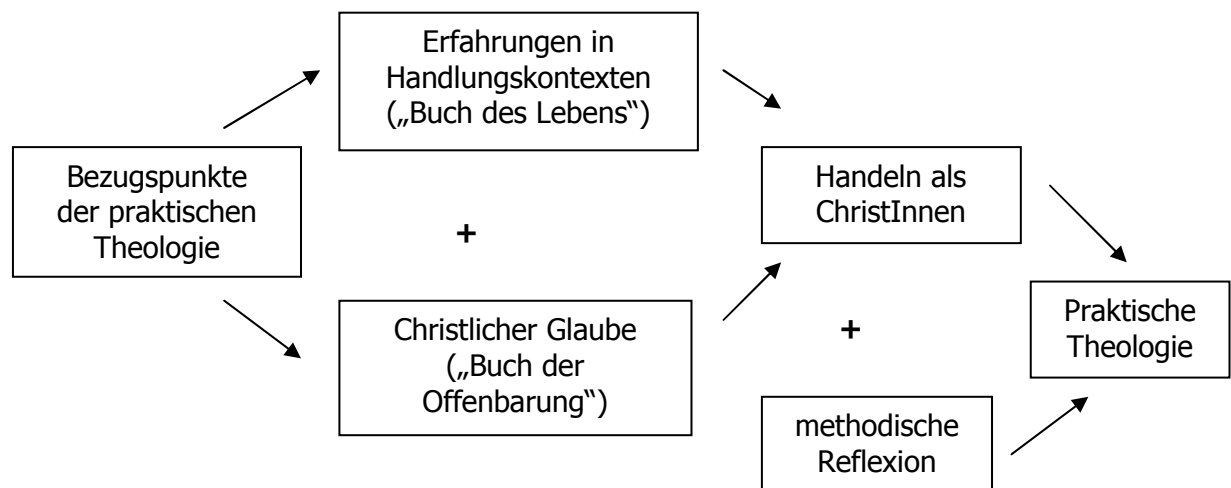 Bezugspunkte
der praktischen
Theologie
Erfahrungen in
Handlungskontexten
(„Buch des Lebens“)
+
Christlicher Glaube
(„Buch der
Offenbarung“)
Handeln als
ChristInnen
+
methodische
Reflexion
Praktische
Theologie